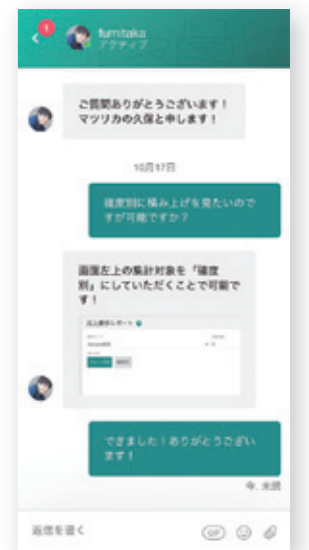 1
fumitaka
アクティブ
ご質問ありがとうございます！
マツリカの久保と申します！
10月17日
確度別に積み上げを見たいので
すが可能ですか？
画面左上の集計対象を「確度
別」にしていただくことで可能で
す！
できました！ありがとうござい
ます！
今. 未読
返信を書く
GIF